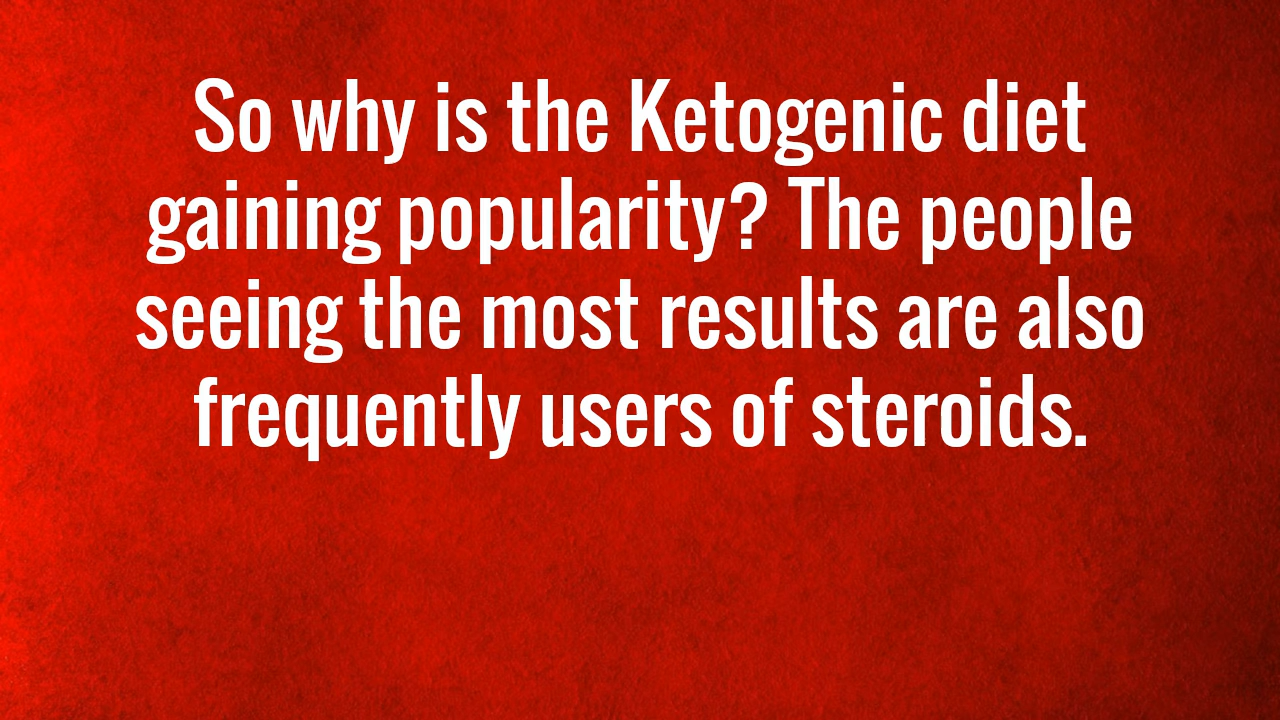 So why is the Ketogenic diet
gaining popularity? The people
seeing the most results are also
frequently users of steroids.